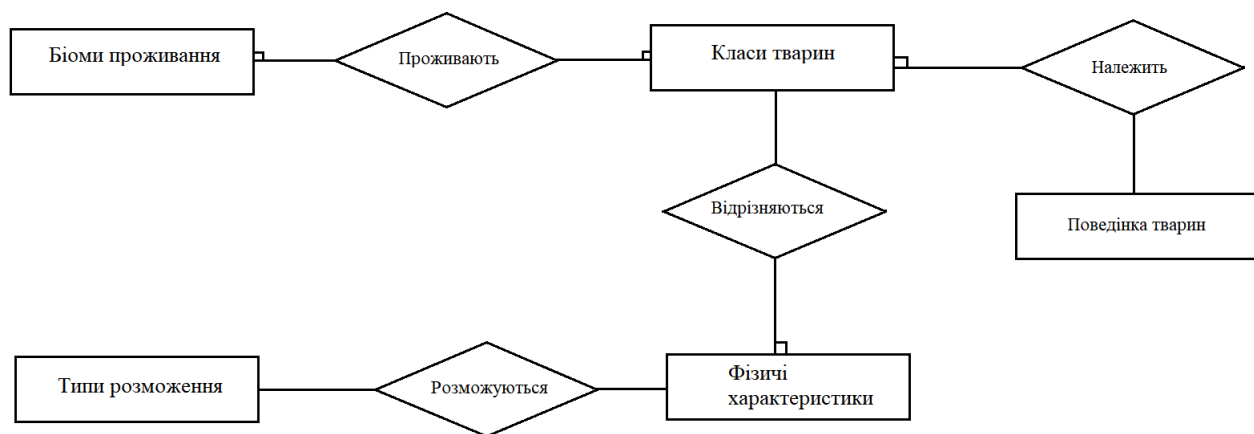 Біоми проживання
Проживають
Класи тварин
Належить
Відрізняються
Поведінка тварин
Типи розможення
Розможуються
Фізичі
характеристики